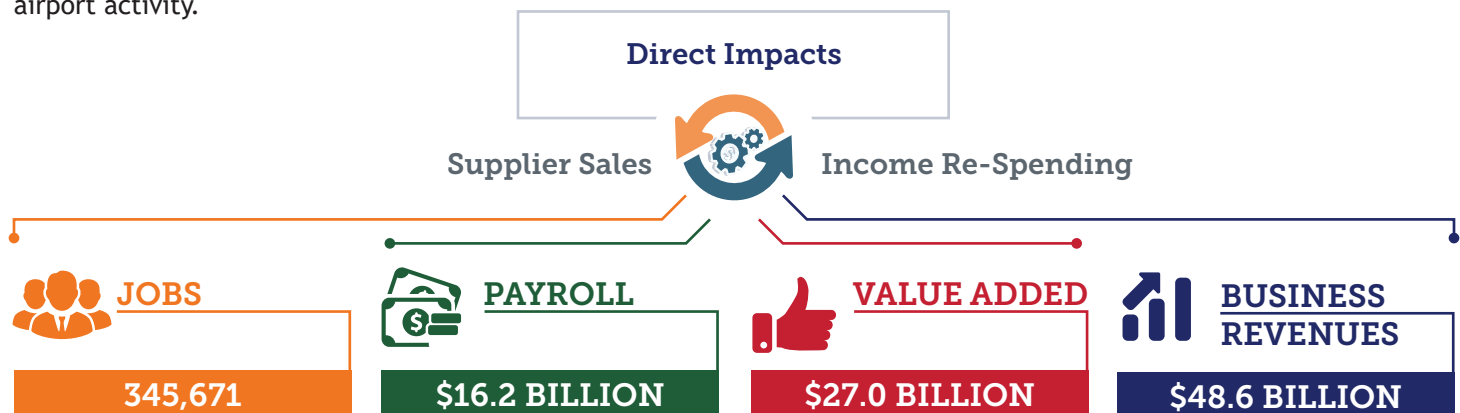 airport activity.
Direct Impacts
Supplier Sales
Income Re-Spending
JOBS
345,671
PAYROLL
$16.2 BILLION
VALUE ADDED
$27.0 BILLION
BUSINESS
REVENUES
$48.6 BILLION